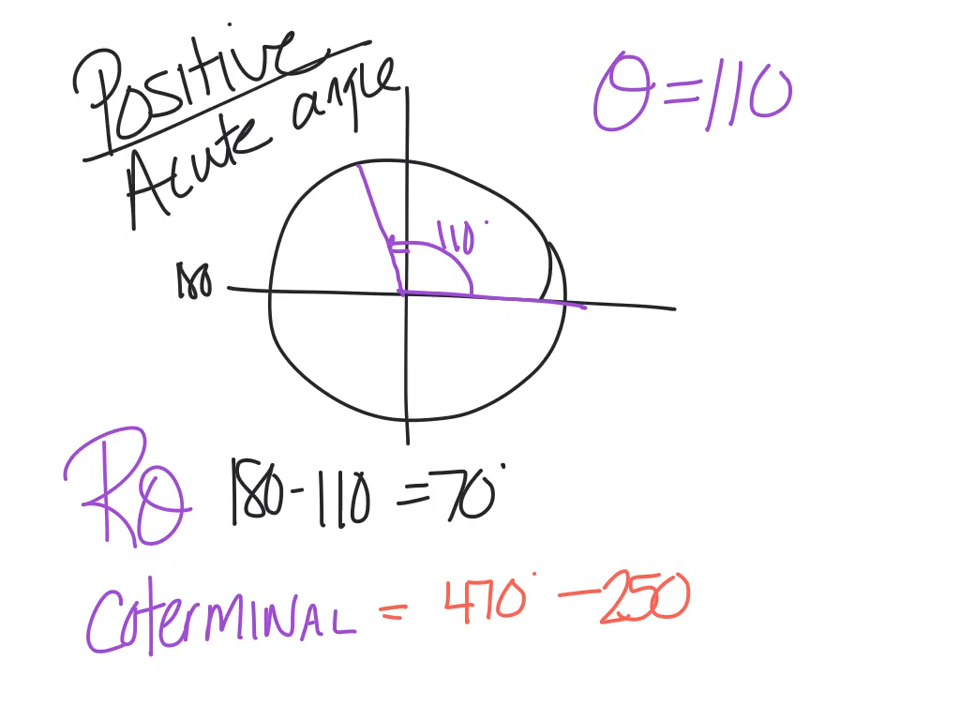 Positive
Acute angle
θ=110
110°
180
Rθ 180-110 =70°
Coterminal = 470° -250